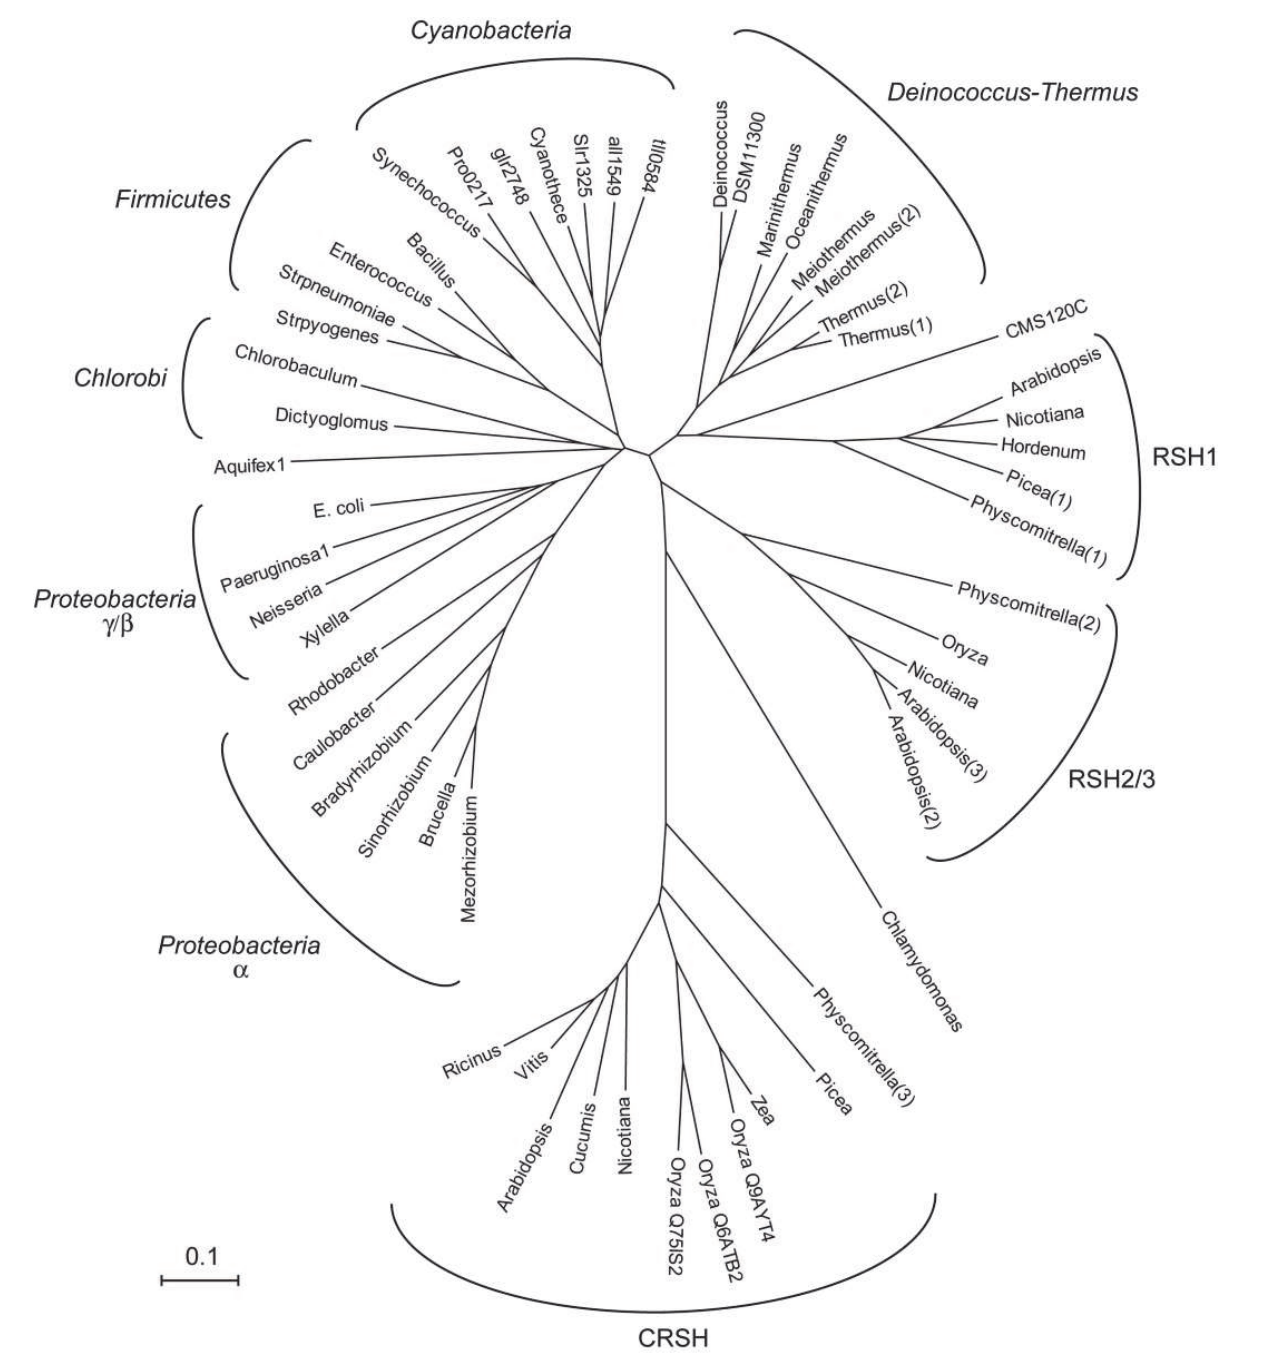 Cyanobacteria
Deinococcus-Thermus
Firmicutes
Chlorobi
Proteobacteria
γ/β
Proteobacteria
α
Synechococcus
Pro0217
glr2748
Cyanothece
Slr1325
all1549
tll0584
Deinococcus
DSM11300
Marinithermus
Oceanithermus
Meiothermus
Meiothermus(2)
Thermus(2)
Thermus(1)
CMS120C
Arabidopsis
Nicotiana
Hordenum
Picea(1)
Physcomitrella(1)
RSH1
Physcomitrella(2)
Oryza
Nicotiana
Arabidopsis(3)
Arabidopsis(2)
RSH2/3
Chlamydomonas
Physcomitrella(3)
Picea
Zea
Oryza Q9AYT4
Oryza Q6ATB2
Oryza Q75IS2
Nicotiana
Cucumis
Arabidopsis
Vitis
Ricinus
CRSH
Mezorhizobium
Brucella
Sinorhizobium
Bradyrhizobium
Caulobacter
Rhodobacter
Xylella
Neisseria
Paeruginosa1
E. coli
Aquifex1
Dictyoglomus
Chlorobaculum
Strpyogenes
Strpneumoniae
Enterococcus
Bacillus
0.1